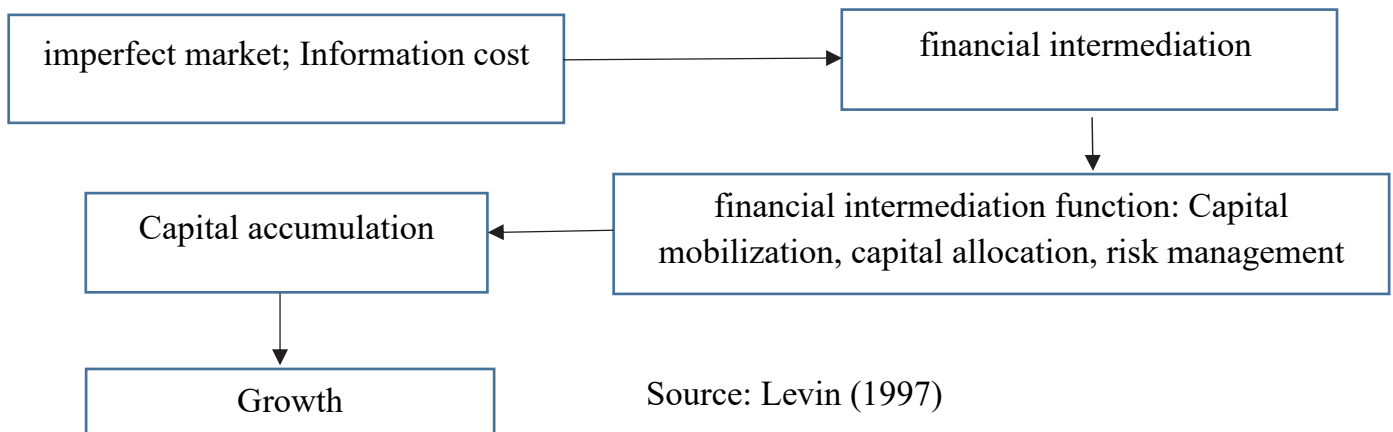 imperfect market; Information cost
financial intermediation
financial intermediation function: Capital
mobilization, capital allocation, risk management
Capital accumulation
Growth
Source: Levin (1997)